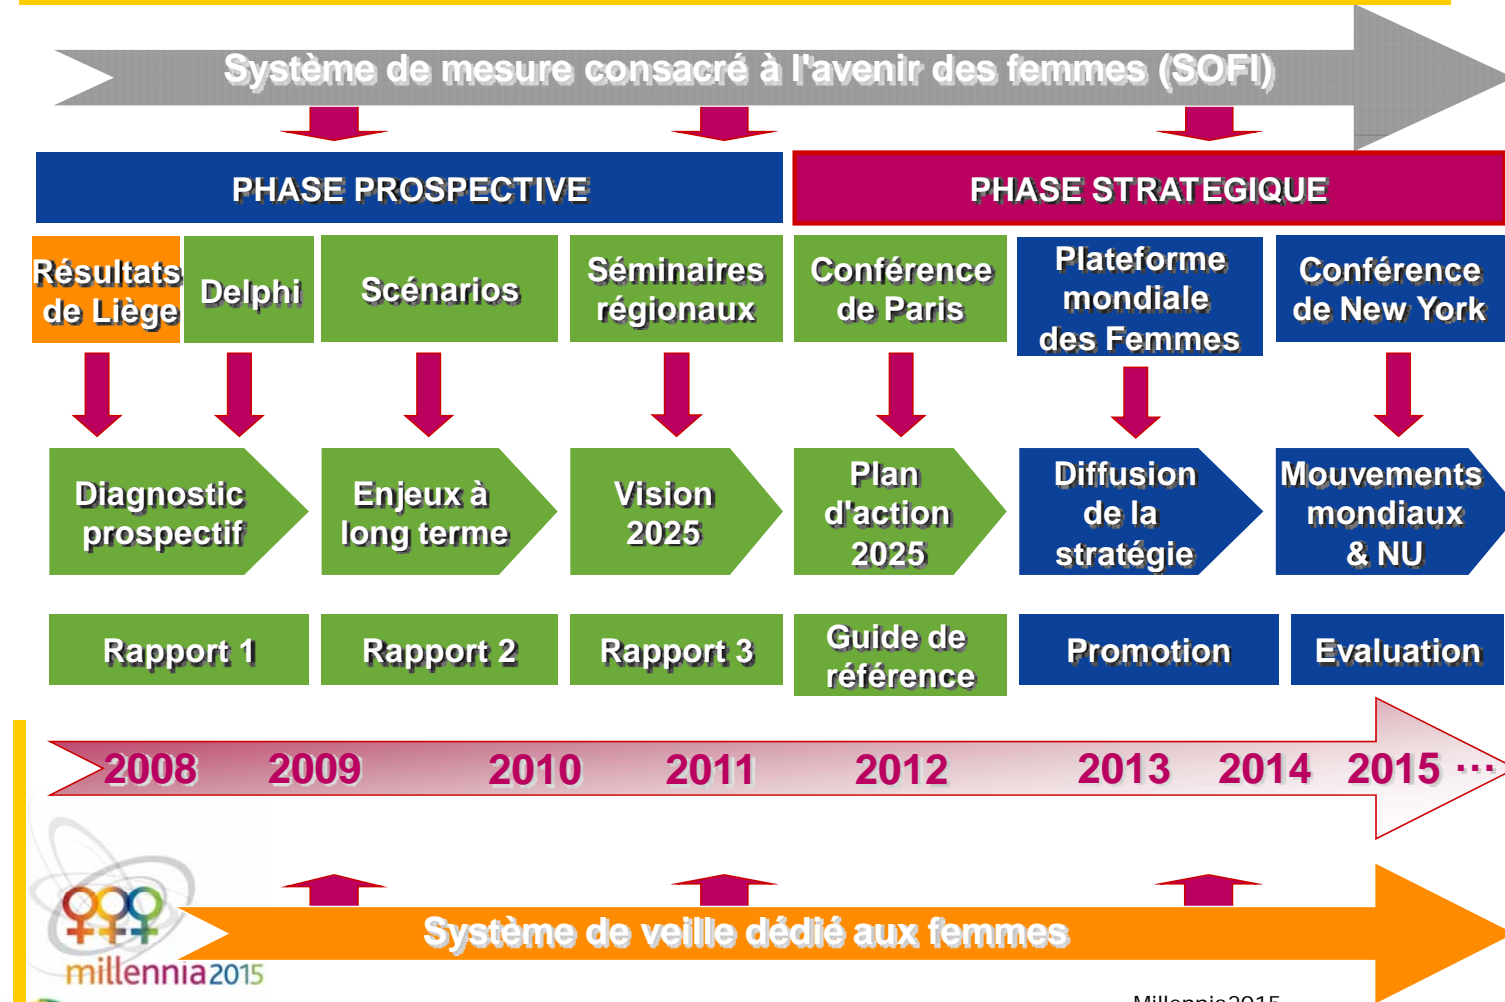 Système de mesure consacré à l'avenir des femmes (SOFI)
PHASE PROSPECTIVE
PHASE STRATEGIQUE
Résultats
de Liège
Delphi
Scénarios
Séminaires
régionaux
Conférence
de Paris
Plateforme
mondiale
des Femmes
Conférence
de New York
Diagnostic
prospectif
Enjeux à
long terme
Vision
2025
Plan
d'action
2025
Diffusion
de la
stratégie
Mouvements
mondiaux
& NU
Rapport 1
Rapport 2
Rapport 3
Guide de
référence
Promotion
Evaluation
2008 2009 2010 2011 2012 2013 2014 2015 ...
Système de veille dédié aux femmes
millennia2015
Millennia2015